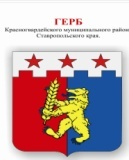 ГЕРБ
Красногвардейского муниципального района
Ставропольского края.